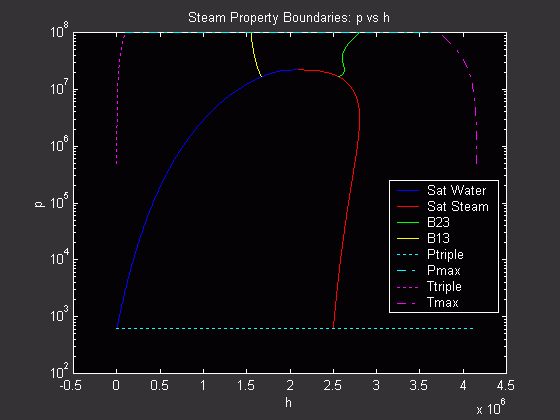 Steam Property Boundaries: p vs h
10^8
10^7
10^6
10^5
10^4
10^3
10^2
p
Sat Water
Sat Steam
B23
B13
Ptriple
Pmax
Ttriple
Tmax
-0.5 0 0.5 1 1.5 2 2.5 3 3.5 4 4.5
h
x 10^6